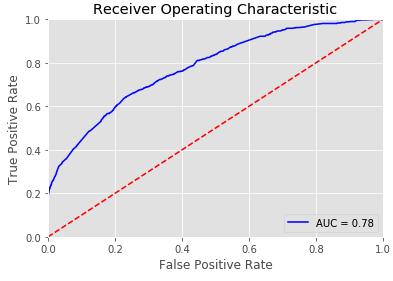 Receiver Operating Characteristic
1.0
0.8
0.6
0.4
0.2
0.0
True Positive Rate
AUC = 0.78
0.0 0.2 0.4 0.6 0.8 1.0
False Positive Rate